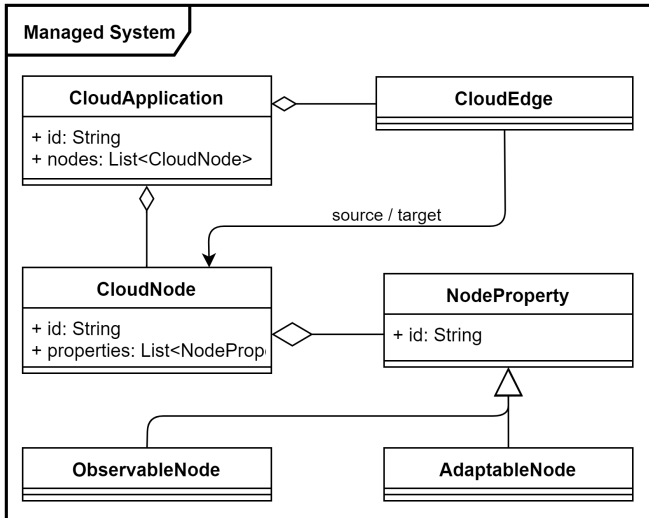 Managed System
CloudApplication
+ id: String
+ nodes: List<CloudNode>
CloudEdge
source / target
CloudNode
+ id: String
+ properties: List<NodeProp
NodeProperty
+ id: String
ObservableNode
AdaptableNode